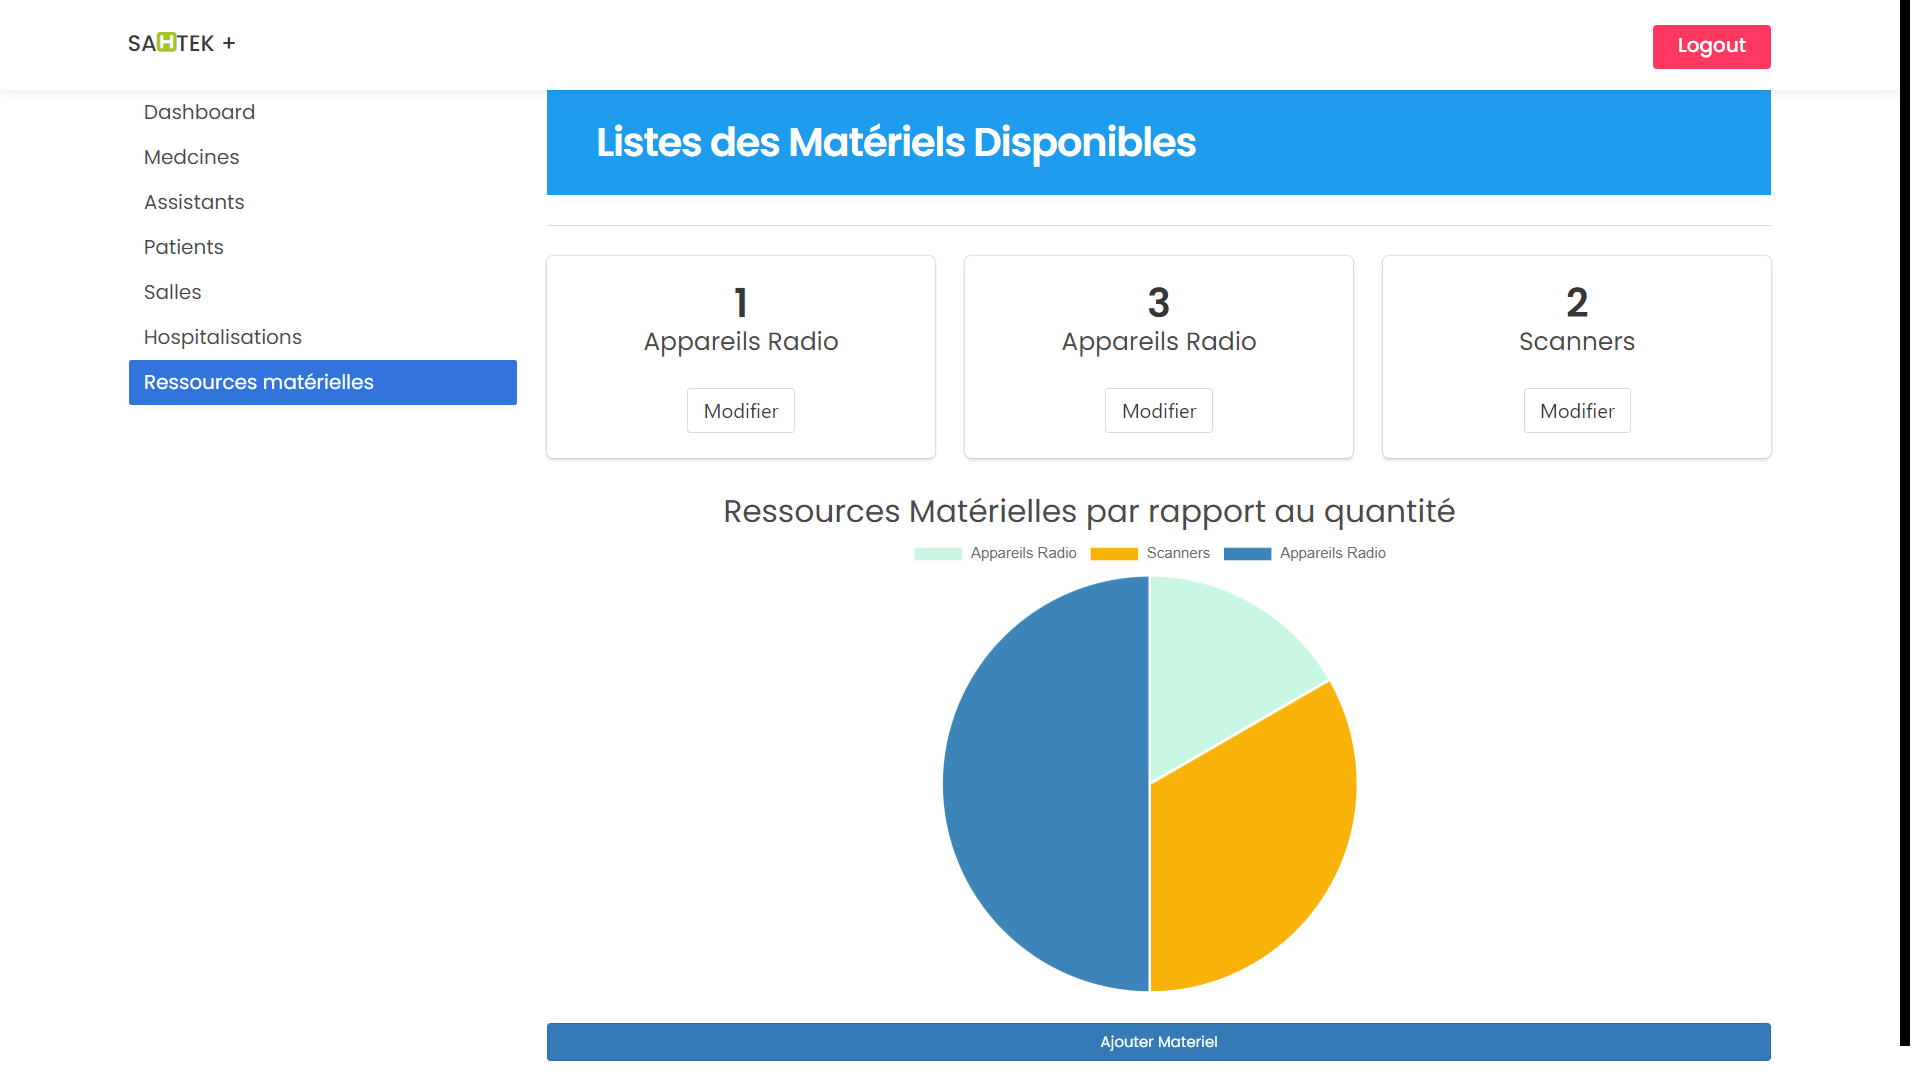 SAHTEK +
Logout
Dashboard
Medcines
Assistants
Patients
Salles
Hospitalisations
Ressources matérielles
Listes des Matériels Disponibles
1
Appareils Radio
Modifier
3
Appareils Radio
Modifier
2
Scanners
Modifier
Ressources Matérielles par rapport au quantité
Appareils Radio Scanners Appareils Radio
Ajouter Materiel